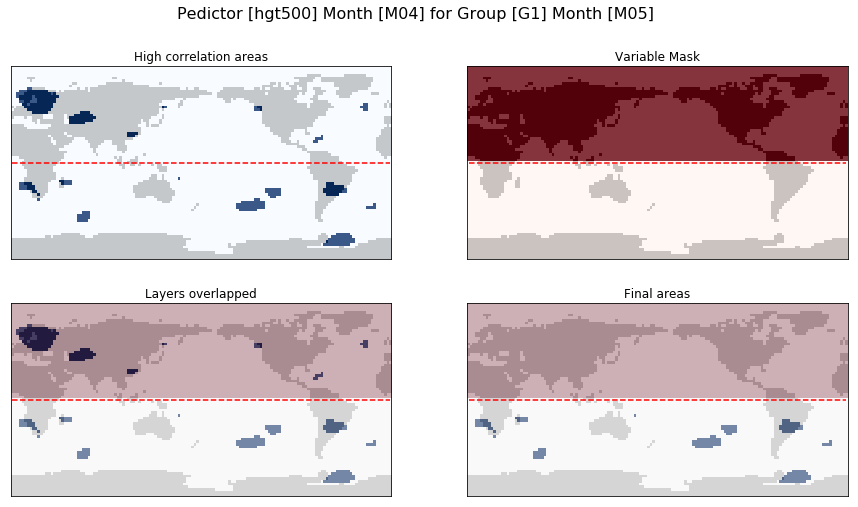 Pedictor [hgt500] Month [M04] for Group [G1] Month [M05]
High correlation areas
Variable Mask
Layers overlapped
Final areas